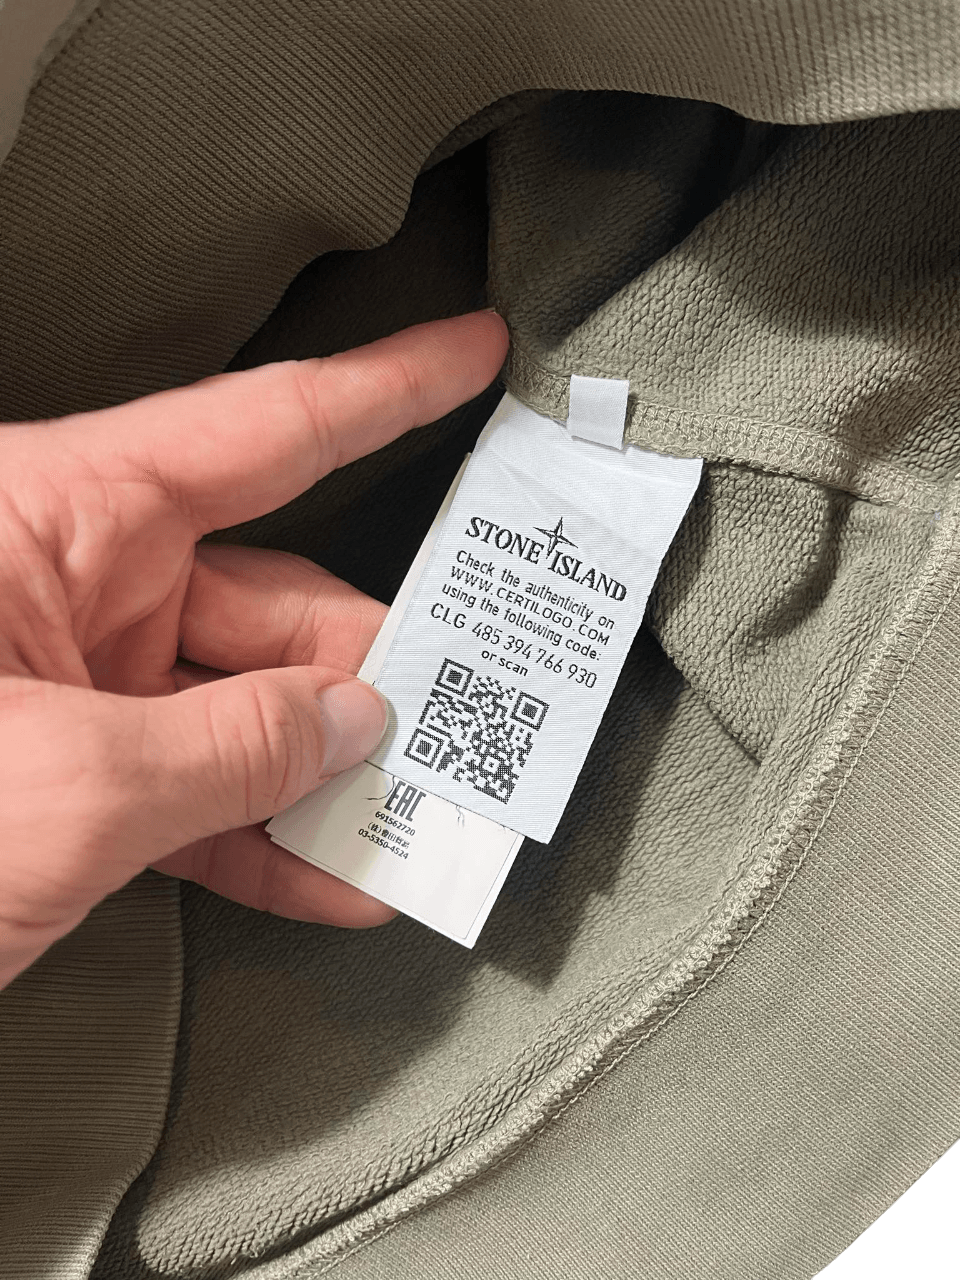 STONE ISLAND
Check the authenticity on
WWW.CERTILOGO.COM
using the following code:
CLG 485 394 766 930
or scan
EAC
691562720
03-5350-4524